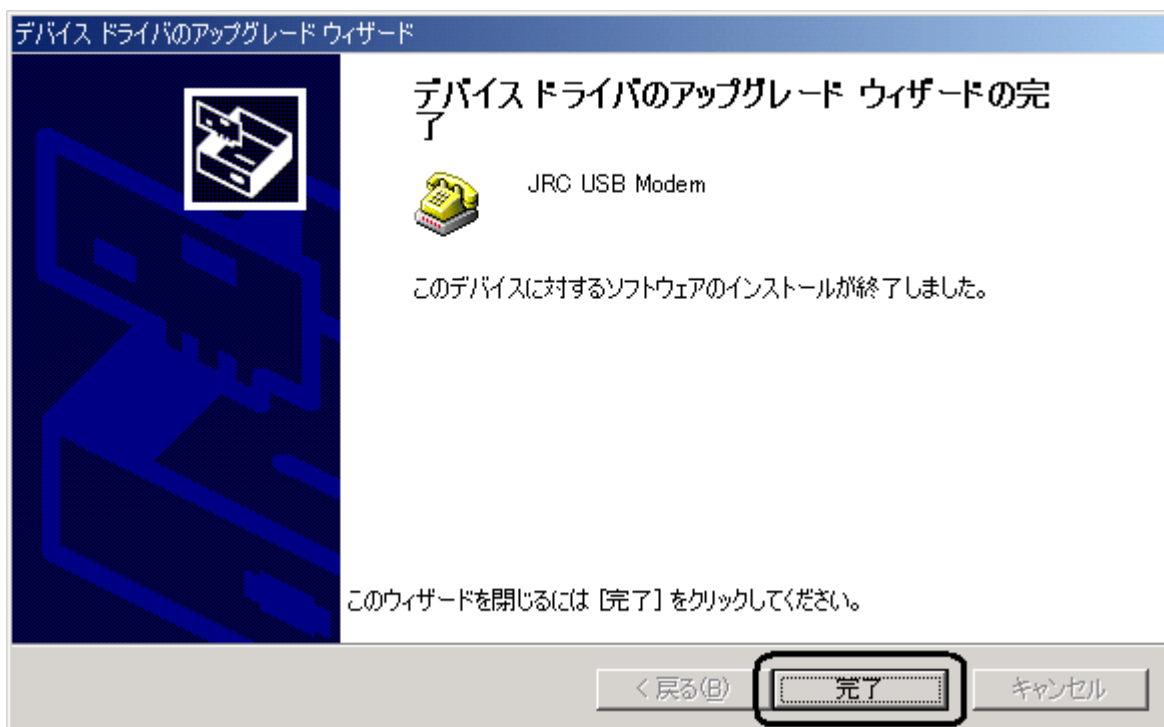 デバイス ドライバのアップグレード ウィザード
デバイス ドライバのアップグレード ウィザードの完
了
JRC USB Modem
このデバイスに対するソフトウェアのインストールが終了しました。
このウィザードを閉じるには [完了] をクリックしてください。
< 戻る(B)
完了
キャンセル